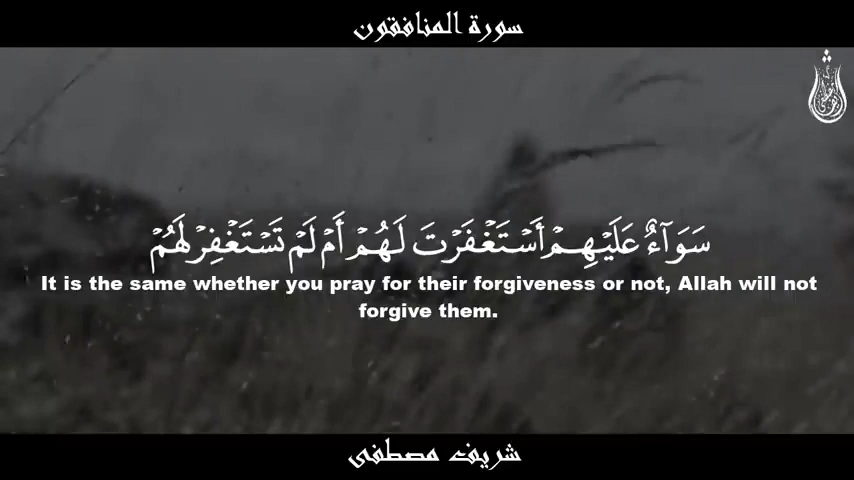 سورة المنافقون
سَوَآءٌ عَلَيْهِمْ أَسْتَغْفَرْتَ لَهُمْ أَمْ لَمْ تَسْتَغْفِرْ لَهُمْ
It is the same whether you pray for their forgiveness or not, Allah will not
forgive them.
شريف مصطفى